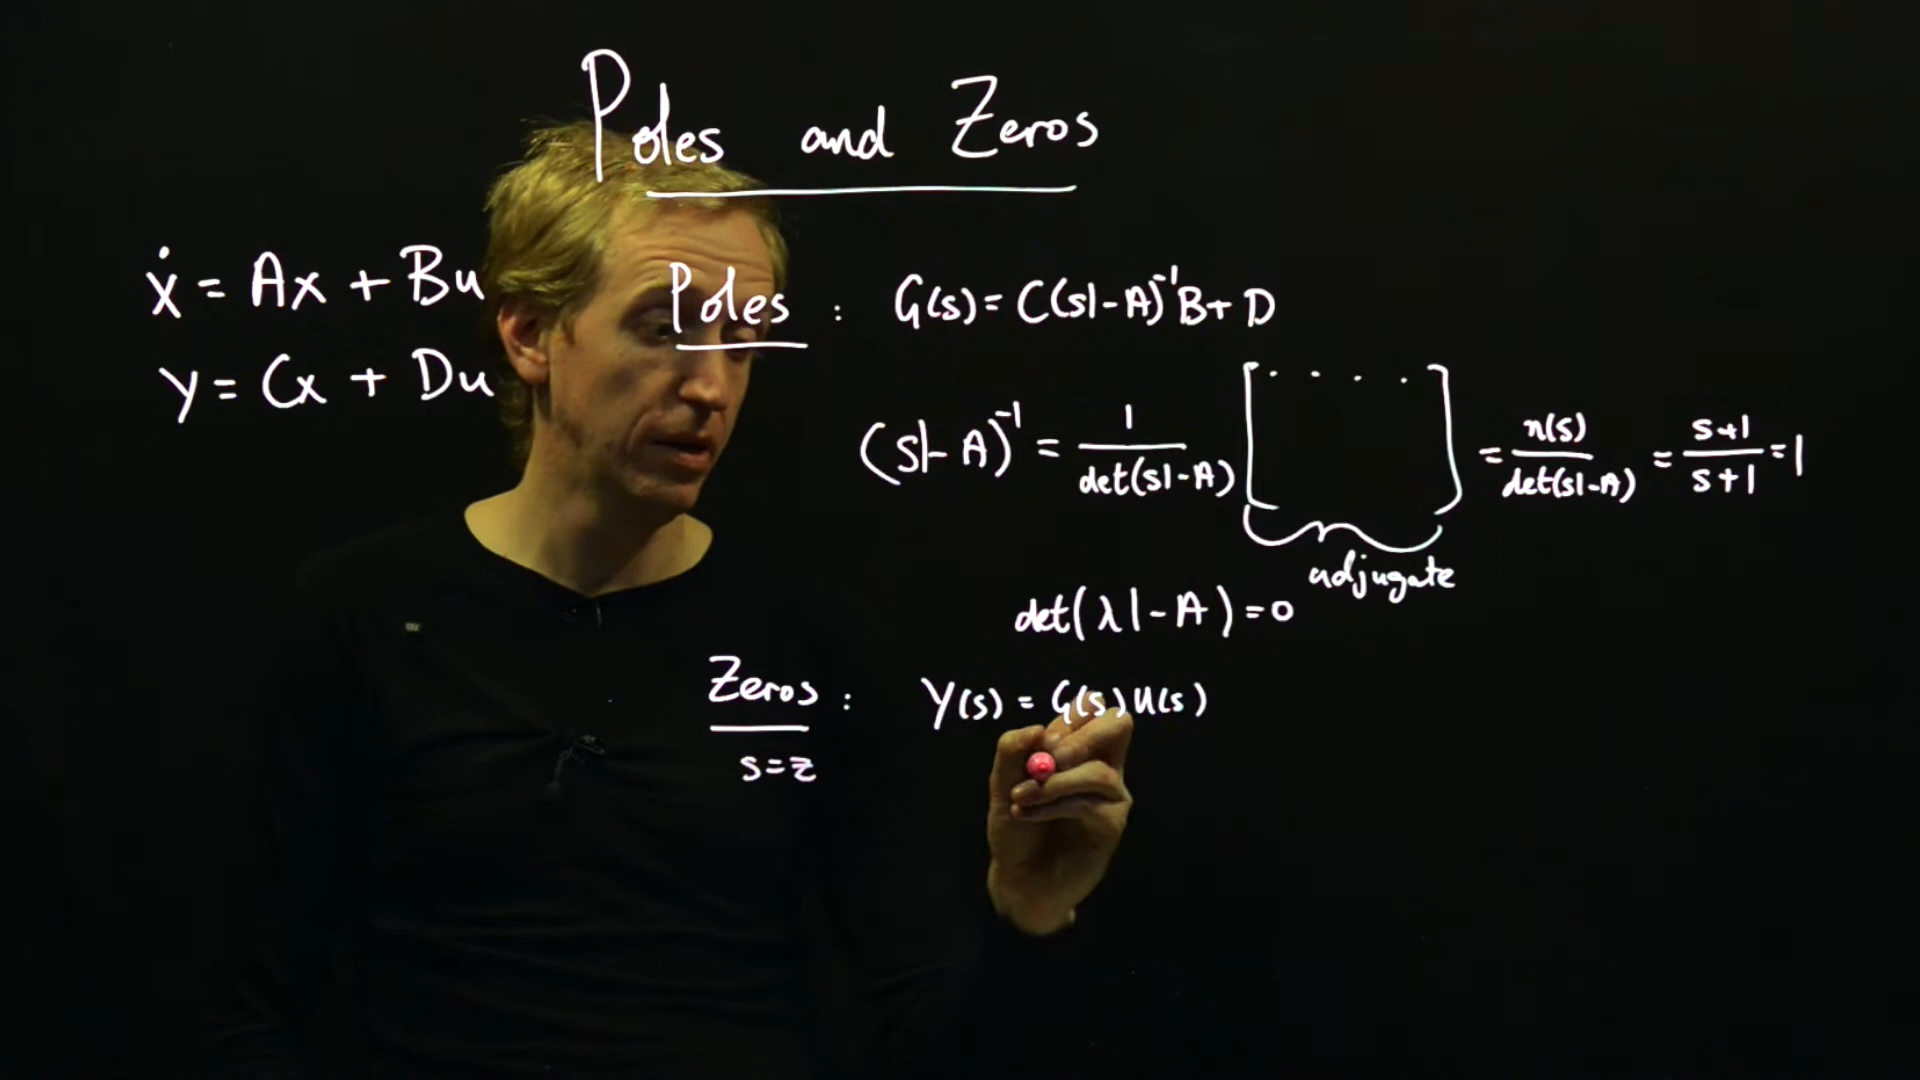 Poles and Zeros
ẋ = Ax + Bu
y = Cx + Du
Poles : G(s) = C(sI-A)⁻¹B + D
(sI-A)⁻¹ = 1/det(sI-A) [ . . . . ] = n(s)/det(sI-A) = s+1/s+1 = 1
adjugate
det(λI-A) = 0
Zeros : Y(s) = G(s)U(s)
s=z